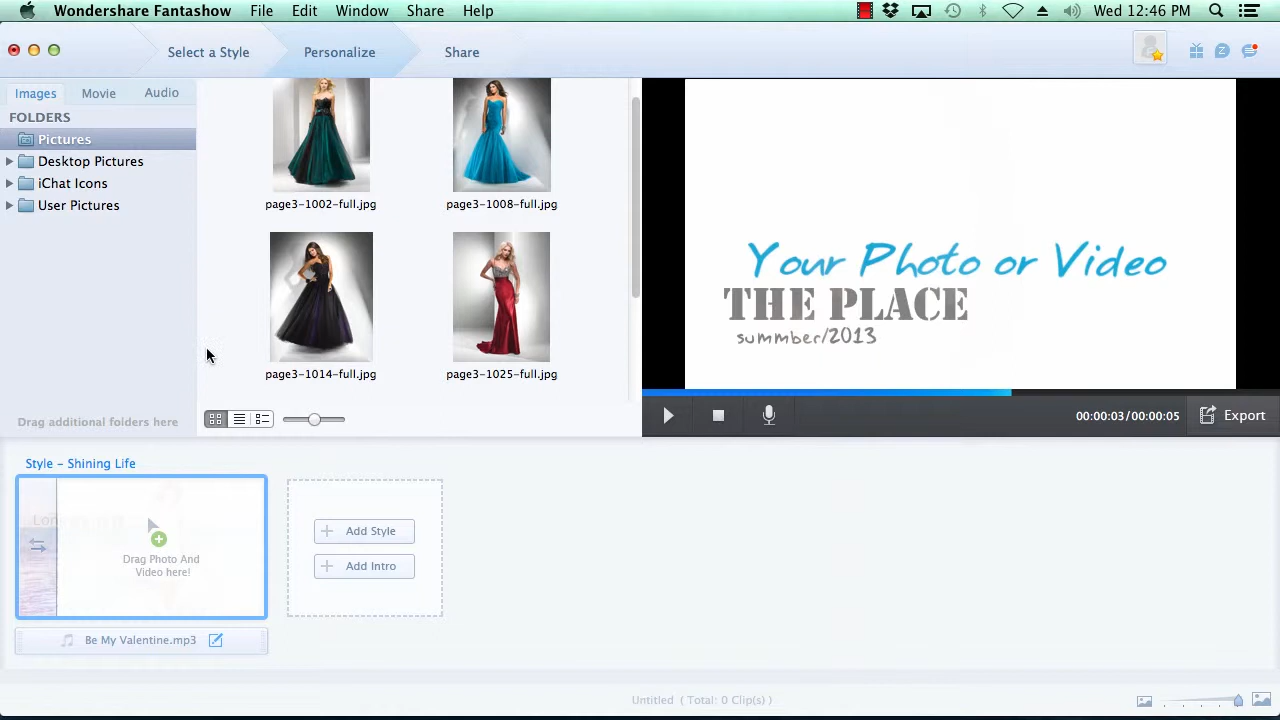 Wondershare Fantashow File Edit Window Share Help Wed 12:46 PM
Select a Style Personalize Share
Images Movie Audio
FOLDERS
Pictures
Desktop Pictures
iChat Icons
User Pictures
Drag additional folders here
page3-1002-full.jpg page3-1008-full.jpg
page3-1014-full.jpg page3-1025-full.jpg
Your Photo or Video
THE PLACE
summber/2013
00:00:03/00:00:05 Export
Style - Shining Life
Drag Photo And
Video here!
Be My Valentine.mp3
Add Style
Add Intro
Untitled ( Total: 0 Clip(s) )